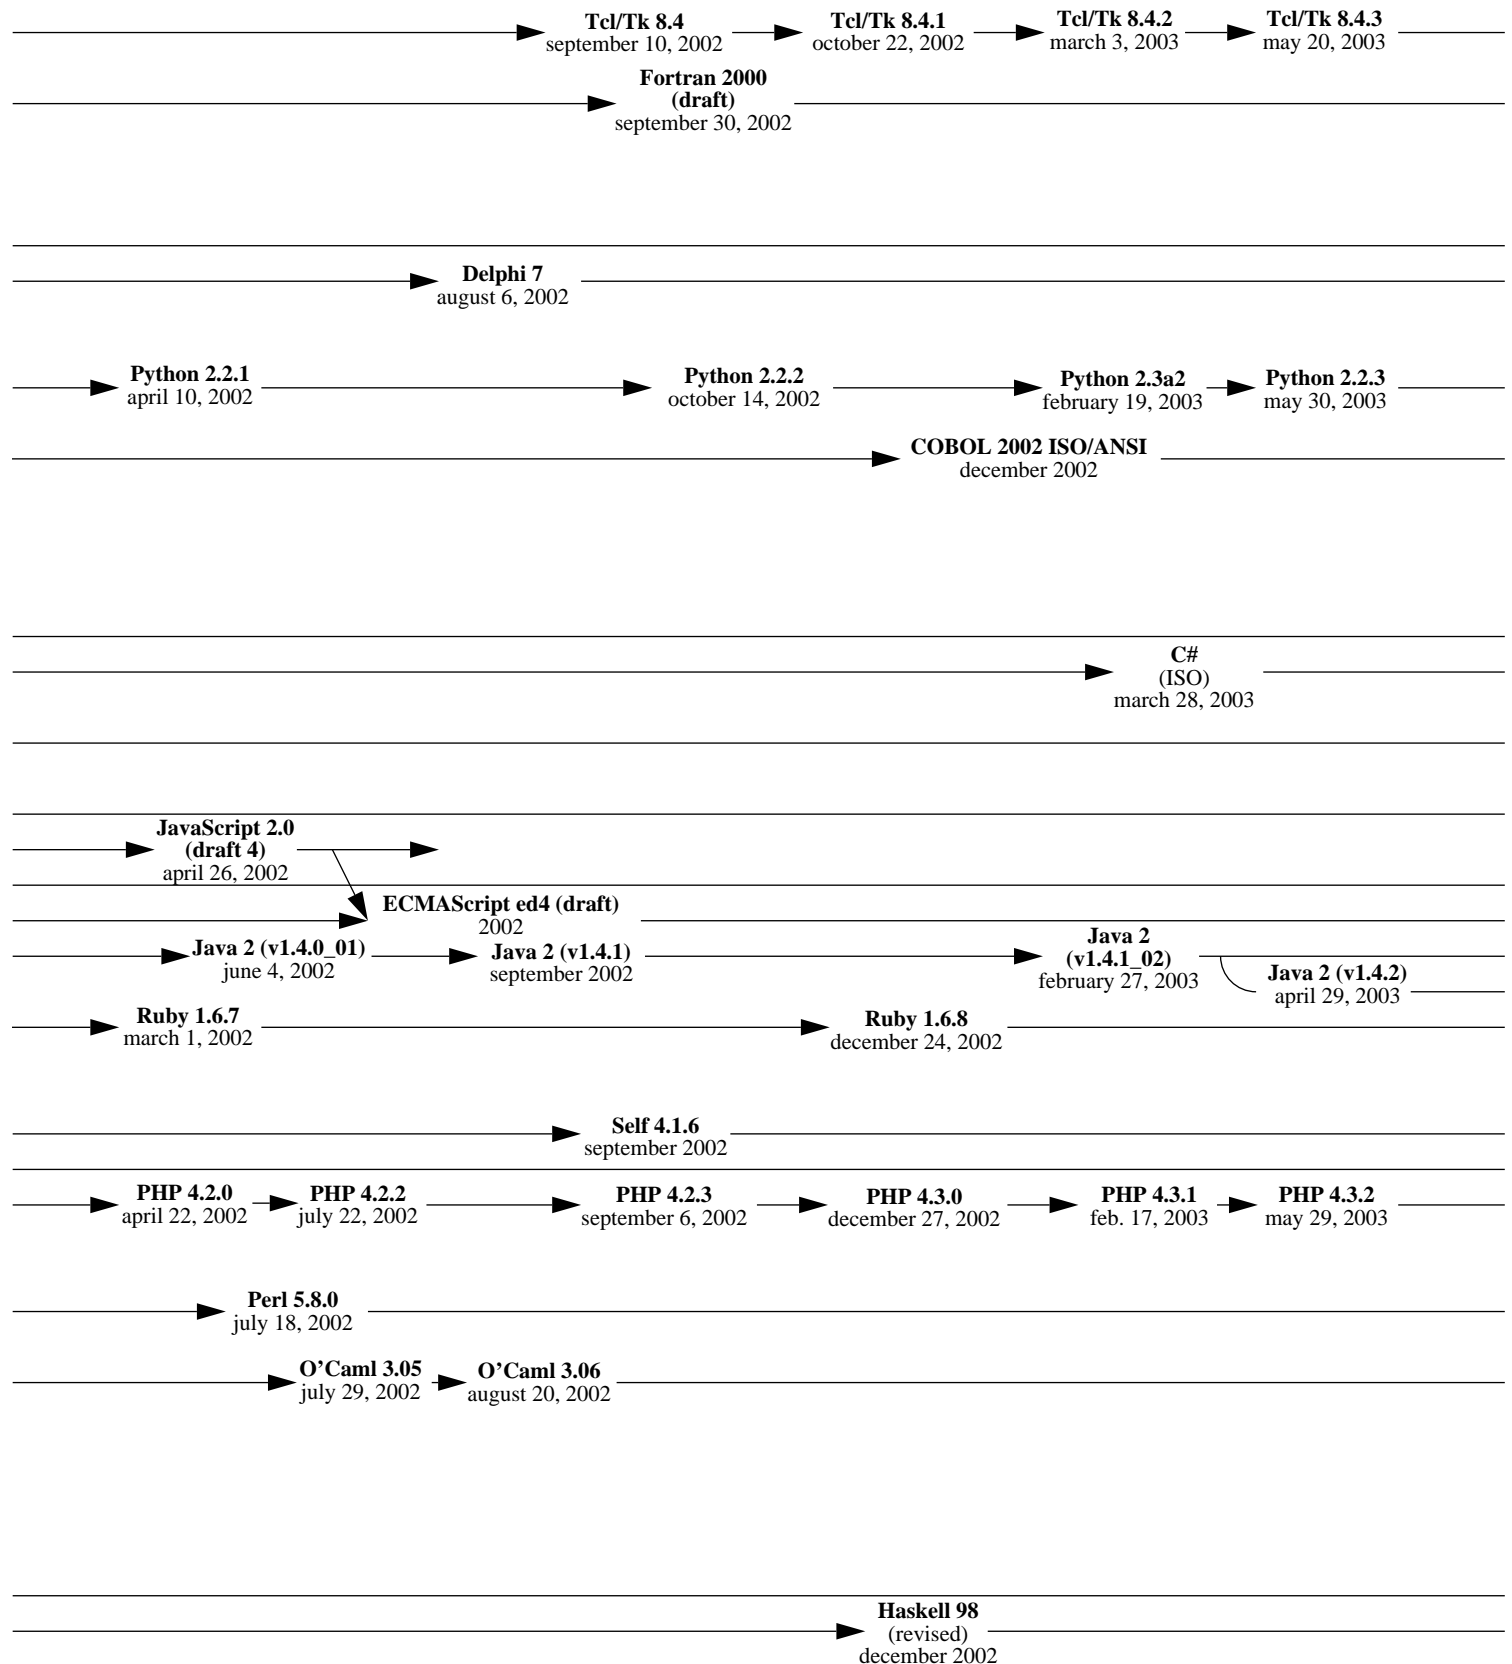 Tcl/Tk 8.4
september 10, 2002
Tcl/Tk 8.4.1
october 22, 2002
Tcl/Tk 8.4.2
march 3, 2003
Tcl/Tk 8.4.3
may 20, 2003
Fortran 2000
(draft)
september 30, 2002
Delphi 7
august 6, 2002
Python 2.2.1
april 10, 2002
Python 2.2.2
october 14, 2002
Python 2.3a2
february 19, 2003
Python 2.2.3
may 30, 2003
COBOL 2002 ISO/ANSI
december 2002
C#
(ISO)
march 28, 2003
JavaScript 2.0
(draft 4)
april 26, 2002
ECMAScript ed4 (draft)
2002
Java 2 (v1.4.0_01)
june 4, 2002
Java 2 (v1.4.1)
september 2002
Java 2
(v1.4.1_02)
february 27, 2003
Java 2 (v1.4.2)
april 29, 2003
Ruby 1.6.7
march 1, 2002
Ruby 1.6.8
december 24, 2002
Self 4.1.6
september 2002
PHP 4.2.0
april 22, 2002
PHP 4.2.2
july 22, 2002
PHP 4.2.3
september 6, 2002
PHP 4.3.0
december 27, 2002
PHP 4.3.1
feb. 17, 2003
PHP 4.3.2
may 29, 2003
Perl 5.8.0
july 18, 2002
O’Caml 3.05
july 29, 2002
O’Caml 3.06
august 20, 2002
Haskell 98
(revised)
december 2002